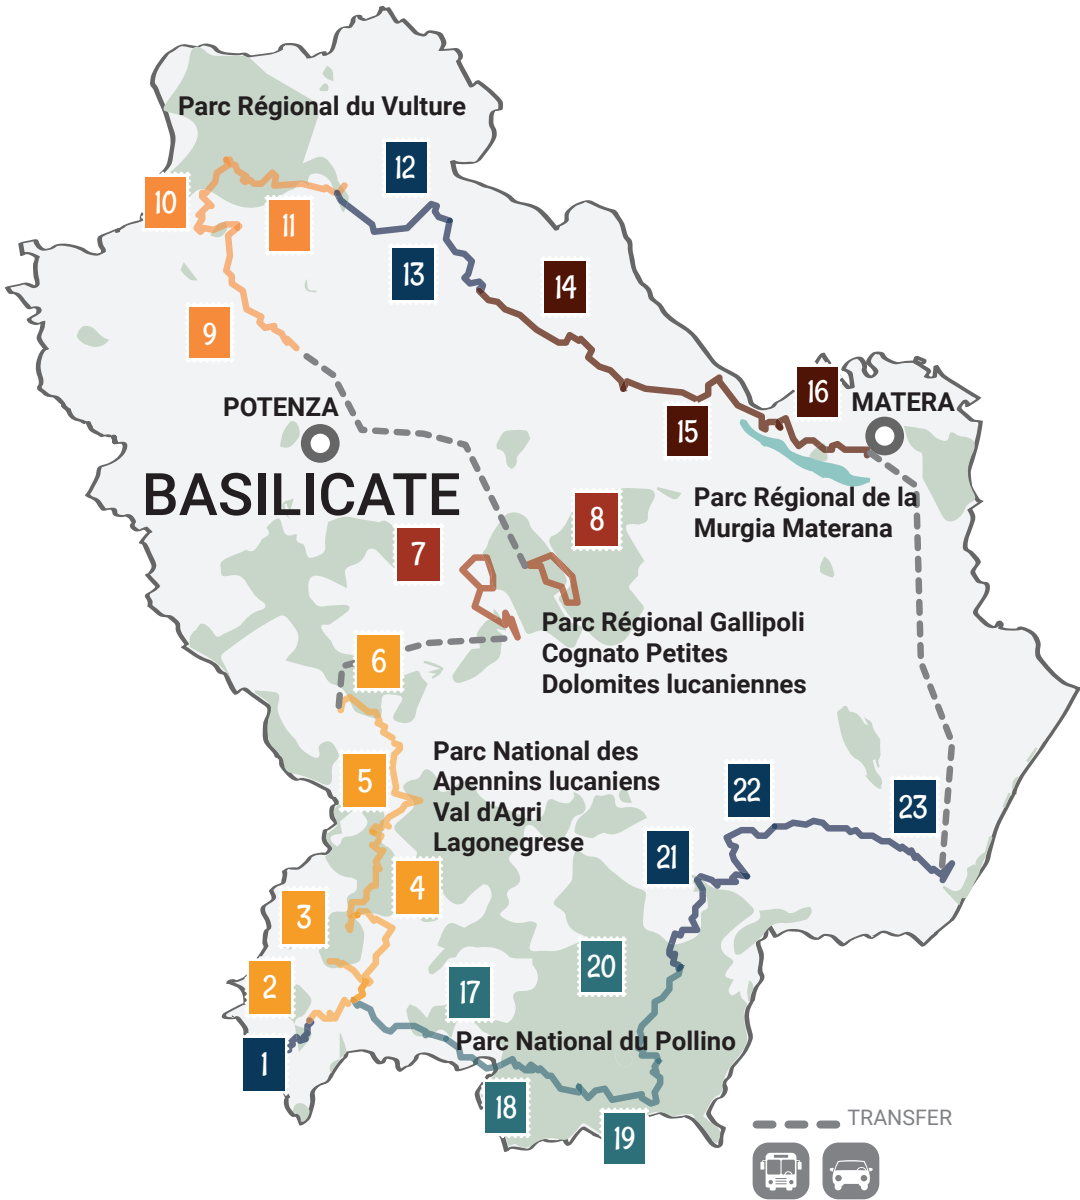 Parc Régional du Vulture
12
10
11
13
14
9
16
MATERA
POTENZA
15
BASILICATE
Parc Régional de la
Murgia Materana
8
7
Parc Régional Gallipoli
Cognato Petites
Dolomites lucaniennes
6
Parc National des
Apennins lucaniens
Val d'Agri
Lagonegrese
5
22
23
21
4
3
20
2
17
Parc National du Pollino
1
18
19
TRANSFER